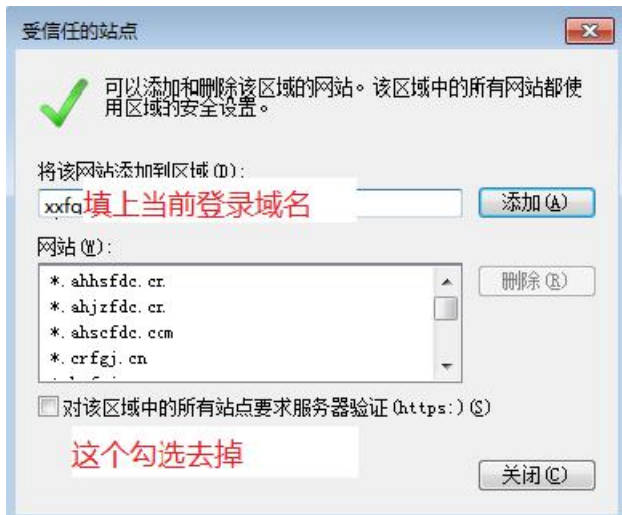 受信任的站点
可以添加和删除该区域的网站。该区域中的所有网站都使
用区域的安全设置。
将该网站添加到区域(D):
xxfq填上当前登录域名
添加(A)
网站(W):
*.ahhsfdc.cn
*.ahjzfdc.cn
*.ahscfdc.com
*.crfgj.cn
删除(R)
对该区域中的所有站点要求服务器验证(https:)(S)
这个勾选去掉
关闭(C)